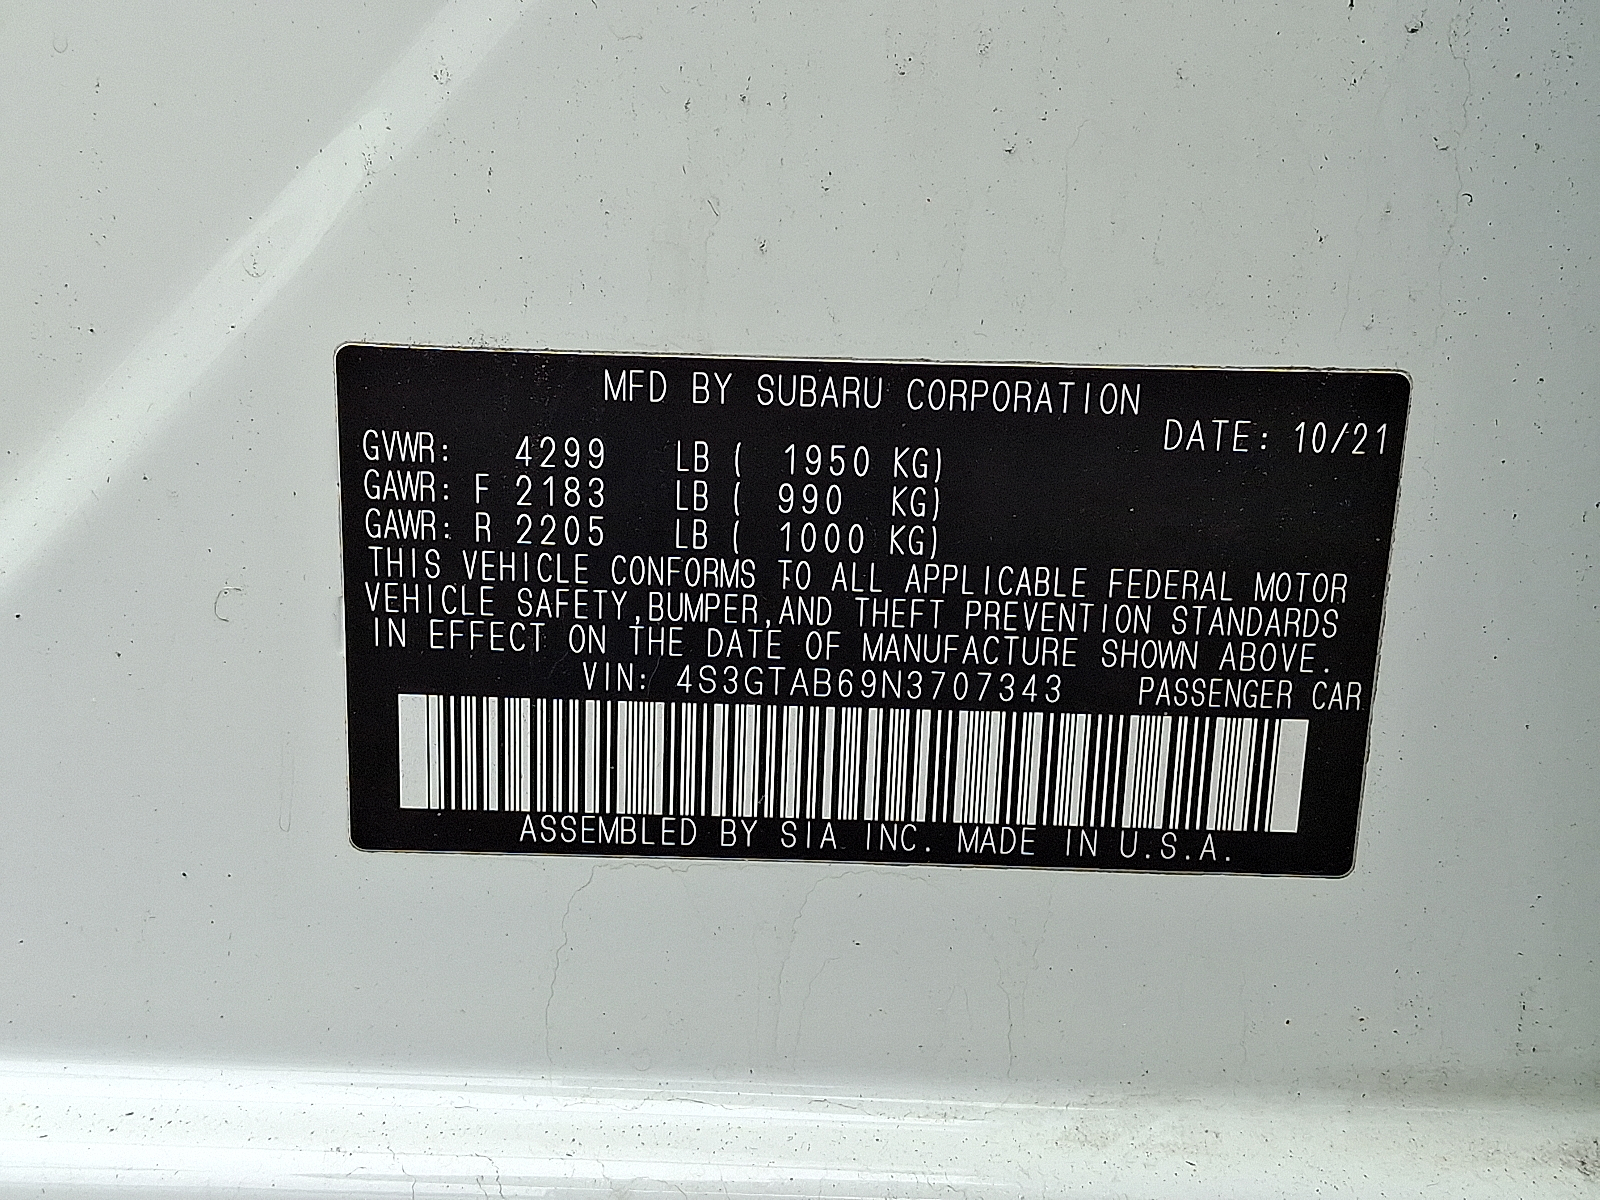 MFD BY SUBARU CORPORATION
DATE: 10/21
GVWR: 4299 LB ( 1950 KG)
GAWR: F 2183 LB ( 990 KG)
GAWR: R 2205 LB ( 1000 KG)
THIS VEHICLE CONFORMS TO ALL APPLICABLE FEDERAL MOTOR
VEHICLE SAFETY,BUMPER,AND THEFT PREVENTION STANDARDS
IN EFFECT ON THE DATE OF MANUFACTURE SHOWN ABOVE.
VIN: 4S3GTAB69N3707343 PASSENGER CAR
ASSEMBLED BY SIA INC. MADE IN U.S.A.